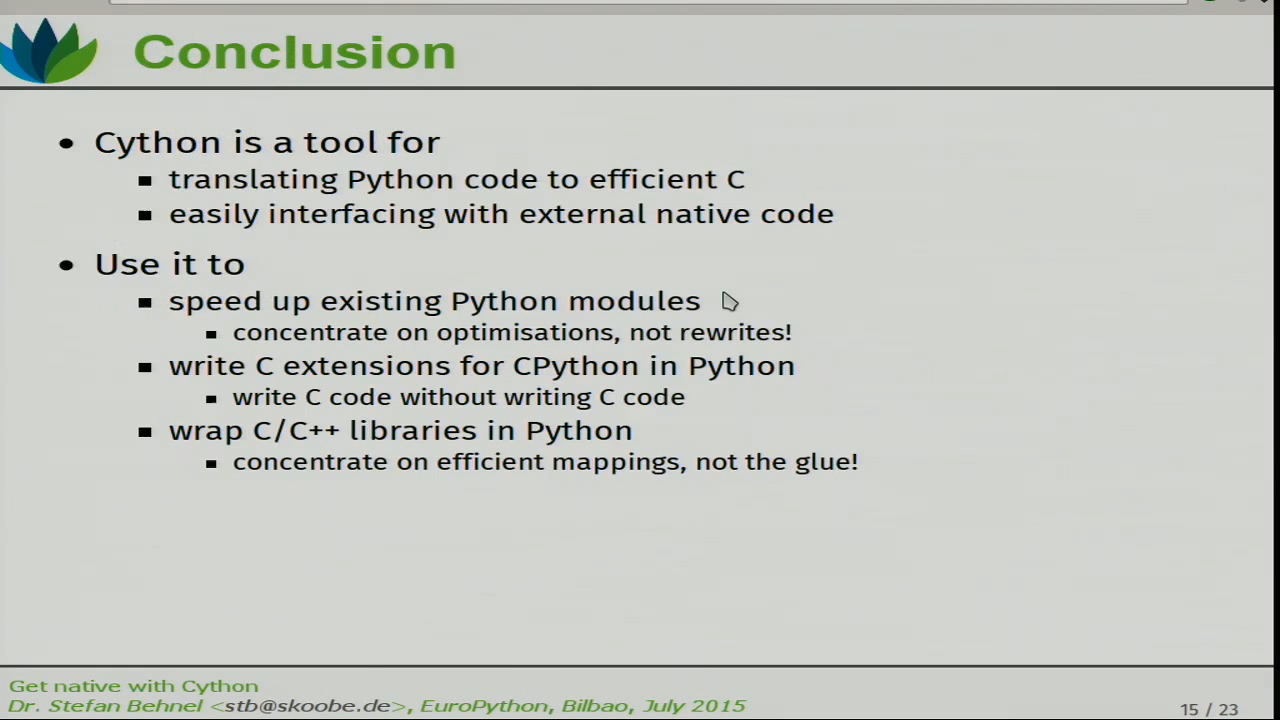 Conclusion
• Cython is a tool for
▪ translating Python code to efficient C
▪ easily interfacing with external native code
• Use it to
▪ speed up existing Python modules
▪ concentrate on optimisations, not rewrites!
▪ write C extensions for CPython in Python
▪ write C code without writing C code
▪ wrap C/C++ libraries in Python
▪ concentrate on efficient mappings, not the glue!
Get native with Cython
Dr. Stefan Behnel <stb@skoobe.de>, EuroPython, Bilbao, July 2015
15 / 23